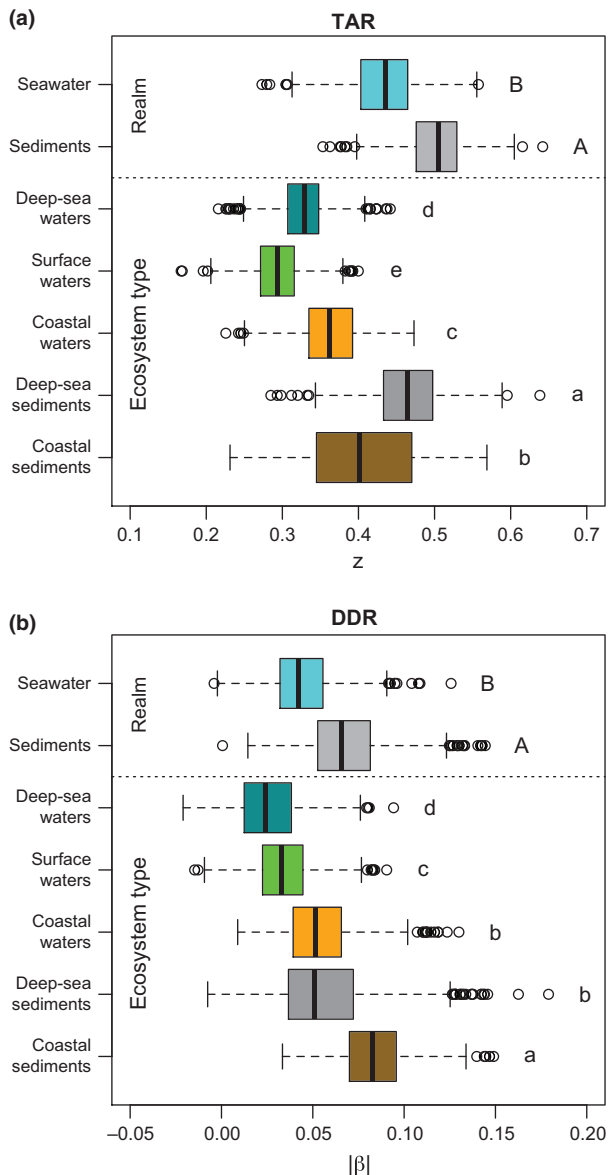 (a)
TAR
Seawater
Sediments
Deep-sea
waters
Surface
waters
Coastal
waters
Deep-sea
sediments
Coastal
sediments
Realm
Ecosystem type
B
A
d
e
c
a
b
0.1 0.2 0.3 0.4 0.5 0.6 0.7
z
(b)
DDR
Seawater
Sediments
Deep-sea
waters
Surface
waters
Coastal
waters
Deep-sea
sediments
Coastal
sediments
Realm
Ecosystem type
B
A
d
c
b
b
a
−0.05 0.00 0.05 0.10 0.15 0.20
|β|